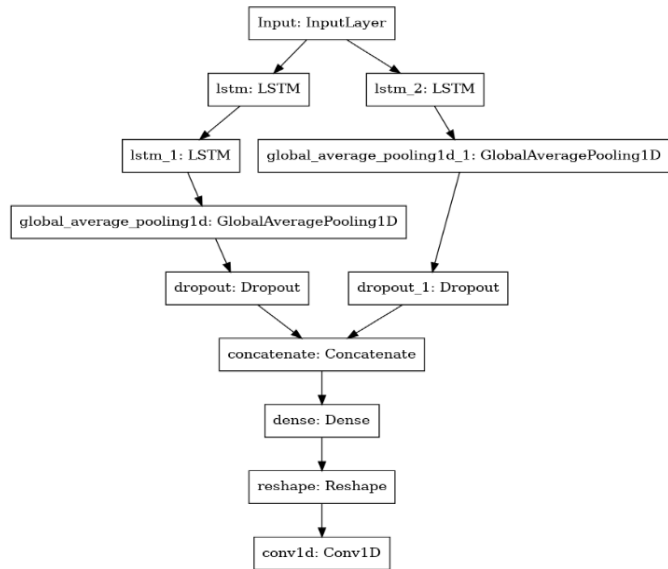 Input: InputLayer
lstm: LSTM
lstm_2: LSTM
lstm_1: LSTM
global_average_pooling1d_1: GlobalAveragePooling1D
global_average_pooling1d: GlobalAveragePooling1D
dropout: Dropout
dropout_1: Dropout
concatenate: Concatenate
dense: Dense
reshape: Reshape
conv1d: Conv1D